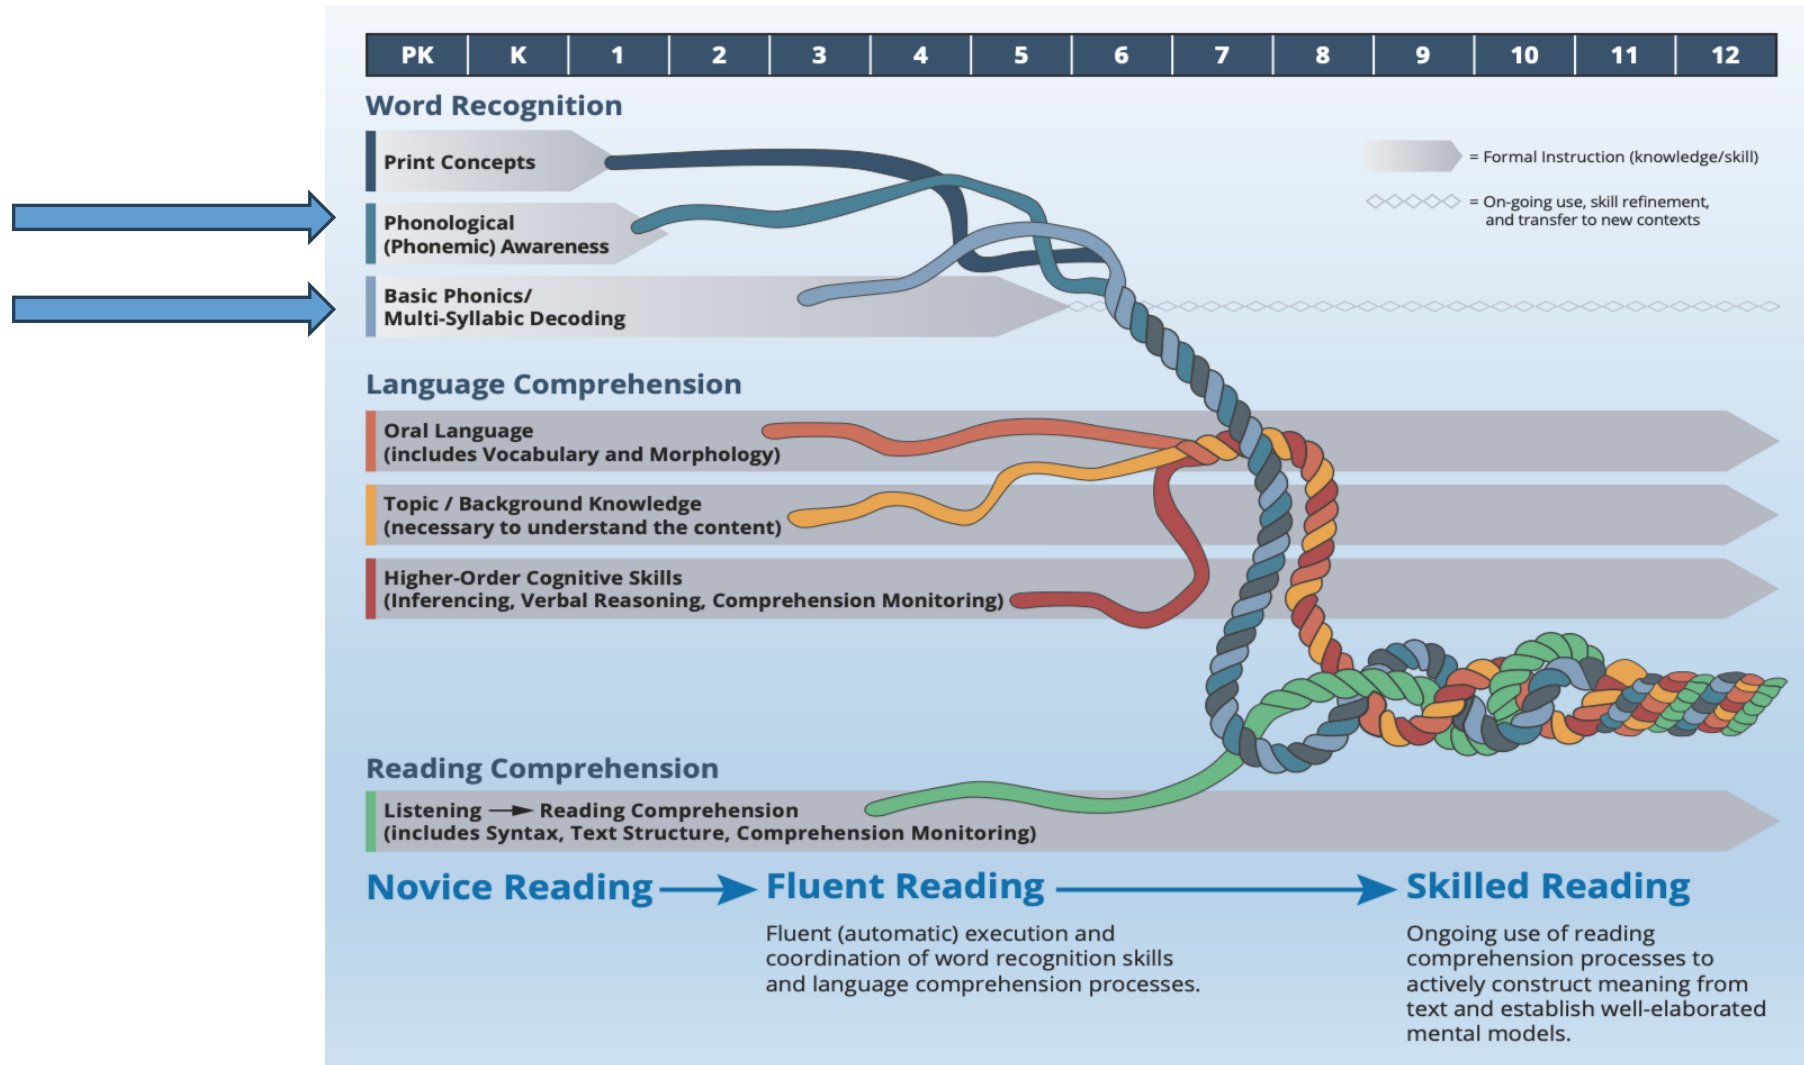 PK K 1 2 3 4 5 6 7 8 9 10 11 12
Word Recognition
Print Concepts
= Formal Instruction (knowledge/skill)
= On-going use, skill refinement,
and transfer to new contexts
Phonological
(Phonemic) Awareness
Basic Phonics/
Multi-Syllabic Decoding
Language Comprehension
Oral Language
(includes Vocabulary and Morphology)
Topic / Background Knowledge
(necessary to understand the content)
Higher-Order Cognitive Skills
(Inferencing, Verbal Reasoning, Comprehension Monitoring)
Reading Comprehension
Listening → Reading Comprehension
(includes Syntax, Text Structure, Comprehension Monitoring)
Novice Reading → Fluent Reading → Skilled Reading
Fluent (automatic) execution and
coordination of word recognition skills
and language comprehension processes.
Ongoing use of reading
comprehension processes to
actively construct meaning from
text and establish well-elaborated
mental models.